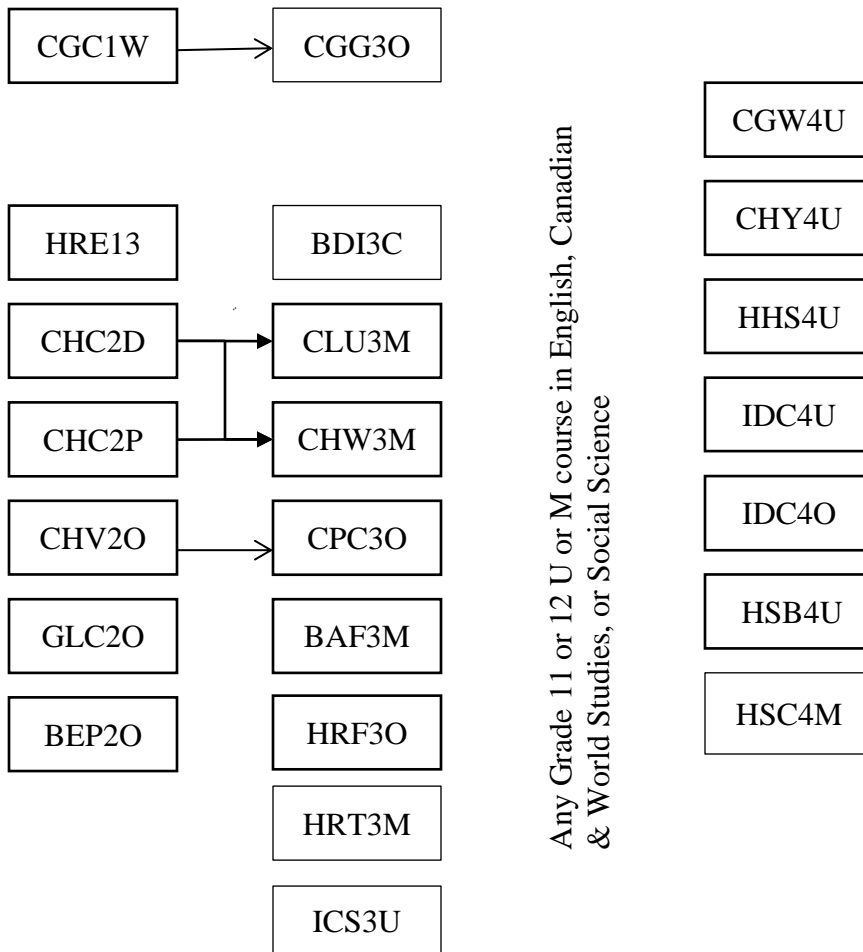 CGC1W
CGG3O
HRE13
BDI3C
CHC2D
CLU3M
CHC2P
CHW3M
CHV2O
CPC3O
GLC2O
BAF3M
BEP2O
HRF3O
HRT3M
ICS3U
Any Grade 11 or 12 U or M course in English, Canadian
& World Studies, or Social Science
CGW4U
CHY4U
HHS4U
IDC4U
IDC4O
HSB4U
HSC4M